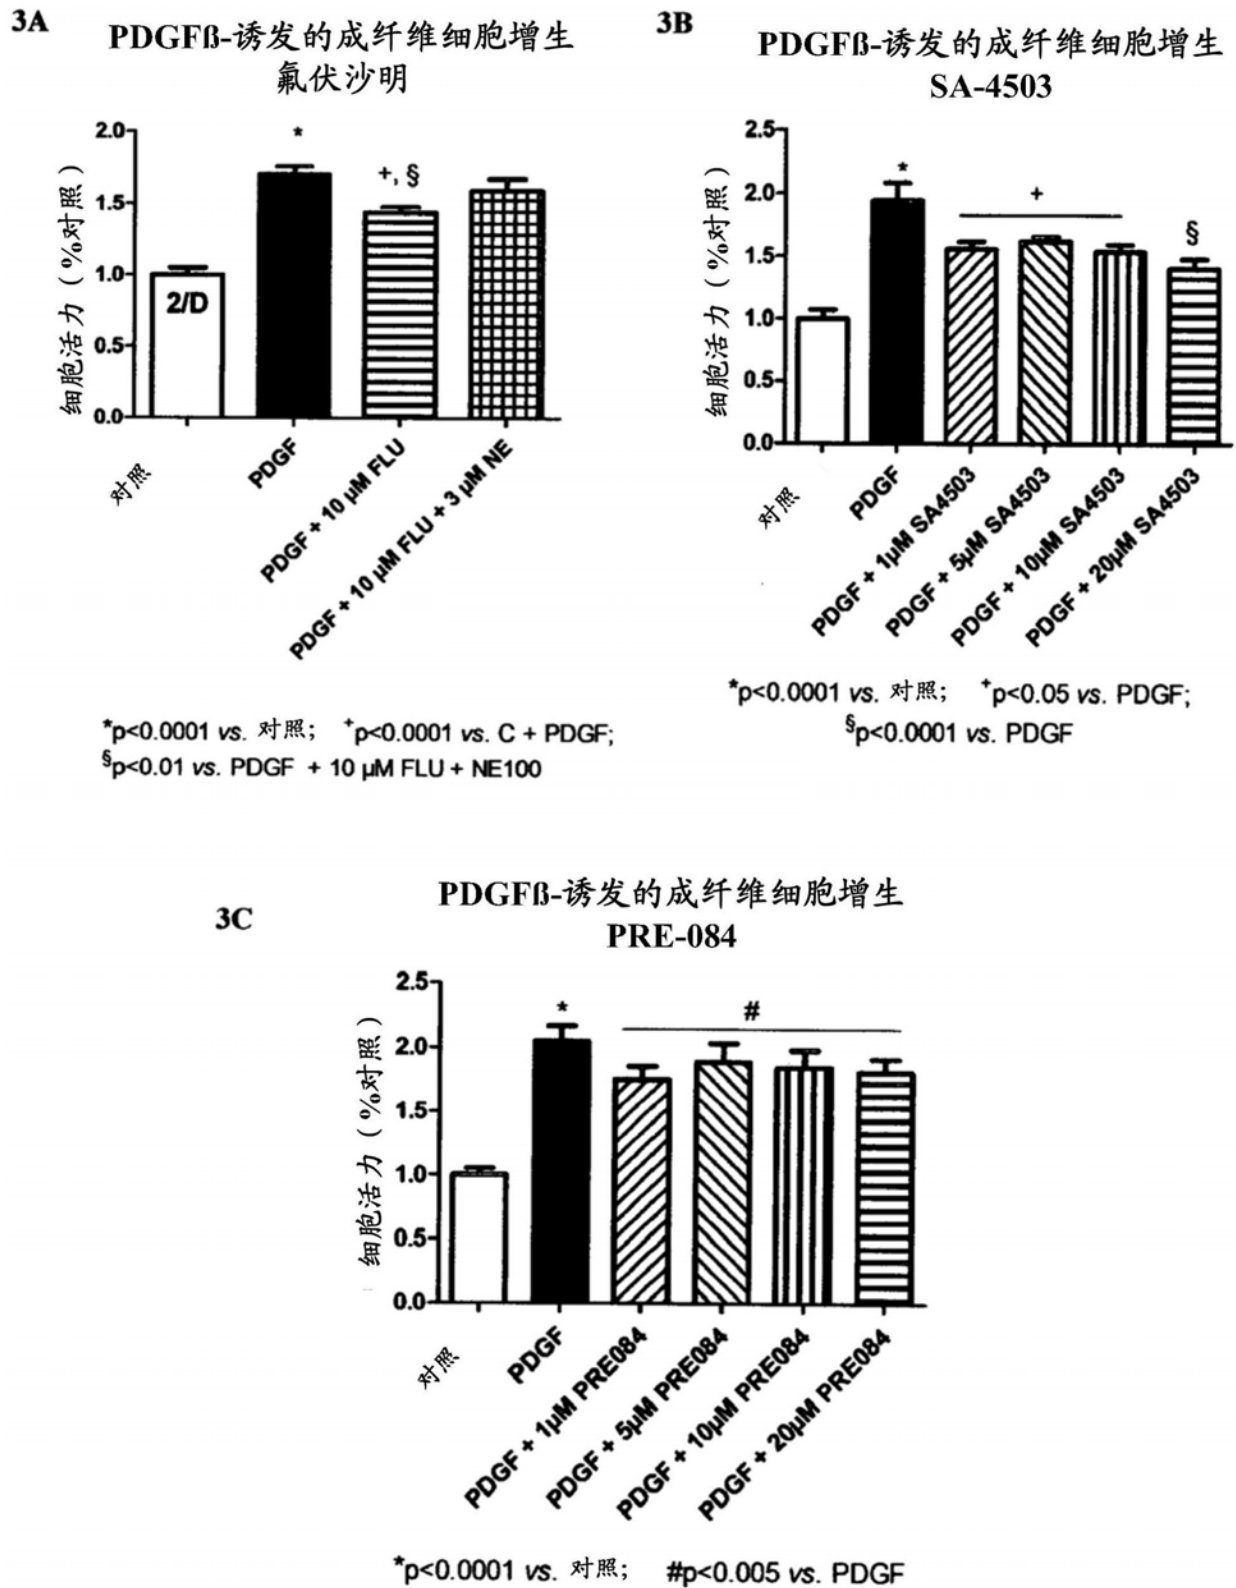 3A
PDGFß-诱发的成纤维细胞增生
氟伏沙明
细胞活力（%对照）
2.0
1.5
1.0
0.5
0.0
*
+, §
2/D
对照
PDGF
PDGF + 10 µM FLU
PDGF + 10 µM FLU + 3 µM NE
*p<0.0001 vs. 对照; +p<0.0001 vs. C + PDGF;
§p<0.01 vs. PDGF + 10 µM FLU + NE100
3B
PDGFß-诱发的成纤维细胞增生
SA-4503
细胞活力（%对照）
2.5
2.0
1.5
1.0
0.5
0.0
*
+
§
对照
PDGF
PDGF + 1µM SA4503
PDGF + 5µM SA4503
PDGF + 10µM SA4503
PDGF + 20µM SA4503
*p<0.0001 vs. 对照; +p<0.05 vs. PDGF;
§p<0.0001 vs. PDGF
3C
PDGFß-诱发的成纤维细胞增生
PRE-084
细胞活力（%对照）
2.5
2.0
1.5
1.0
0.5
0.0
*
#
对照
PDGF
PDGF + 1µM PRE084
PDGF + 5µM PRE084
PDGF + 10µM PRE084
PDGF + 20µM PRE084
*p<0.0001 vs. 对照; #p<0.005 vs. PDGF